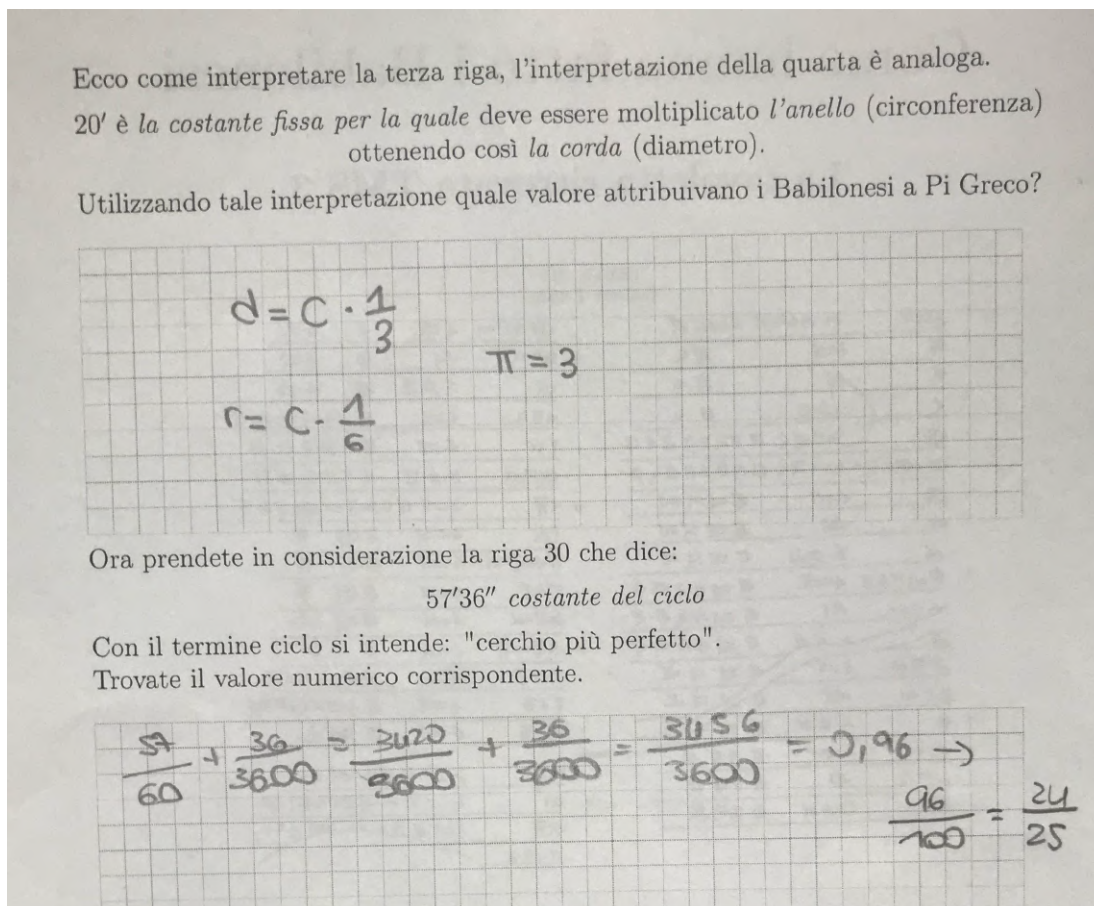 Ecco come interpretare la terza riga, l'interpretazione della quarta è analoga.
20′ è la costante fissa per la quale deve essere moltiplicato l'anello (circonferenza)
ottenendo così la corda (diametro).
Utilizzando tale interpretazione quale valore attribuivano i Babilonesi a Pi Greco?
d = C · 1/3
π = 3
r = C · 1/6
Ora prendete in considerazione la riga 30 che dice:
57′36″ costante del ciclo
Con il termine ciclo si intende: "cerchio più perfetto".
Trovate il valore numerico corrispondente.
57/60 + 36/3600 = 3420/3600 + 36/3600 = 3456/3600 = 0,96 →
96/100 = 24/25